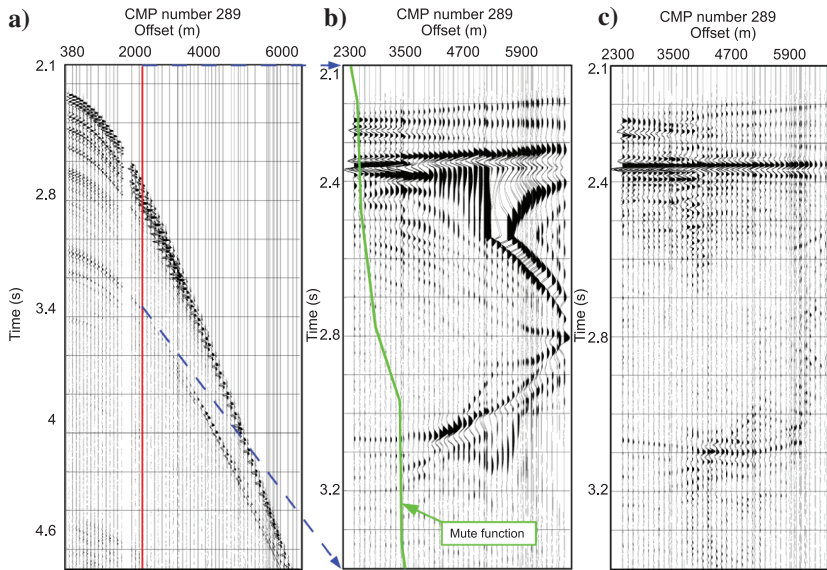 a)
CMP number 289
Offset (m)
380 2000 4000 6000
2.1
2.8
3.4
4
4.6
Time (s)
b)
CMP number 289
Offset (m)
2300 3500 4700 5900
2.1
2.4
2.8
3.2
Time (s)
Mute function
c)
CMP number 289
Offset (m)
2300 3500 4700 5900
2.1
2.4
2.8
3.2
Time (s)